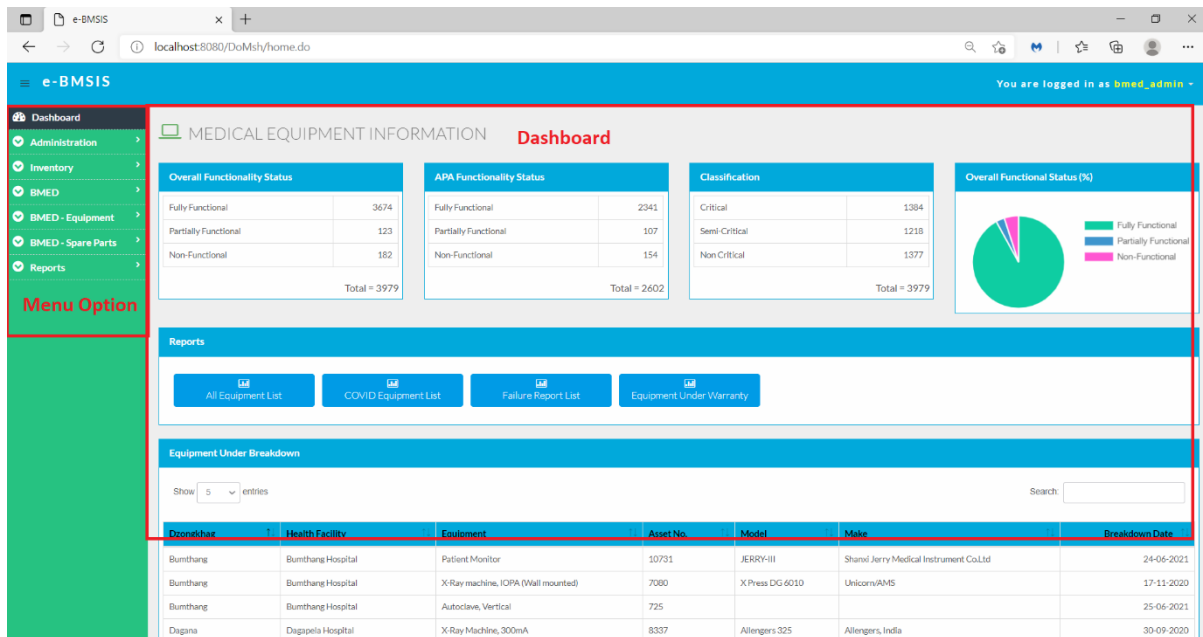 e-BMSIS
localhost:8080/DoMsh/home.do
e-BMSIS
You are logged in as bmed_admin
Dashboard
Administration
Inventory
BMED
BMED - Equipment
BMED - Spare Parts
Reports
Menu Option
MEDICAL EQUIPMENT INFORMATION
Dashboard
Overall Functionality Status
Fully Functional 3674
Partially Functional 123
Non-Functional 182
Total = 3979
APA Functionality Status
Fully Functional 2341
Partially Functional 107
Non-Functional 154
Total = 2602
Classification
Critical 1384
Semi-Critical 1218
Non Critical 1377
Total = 3979
Overall Functional Status (%)
Fully Functional
Partially Functional
Non-Functional
Reports
All Equipment List
COVID Equipment List
Failure Report List
Equipment Under Warranty
Equipment Under Breakdown
Show 5 entries
Search:
Dzongkhag Health Facility Equipment Asset No. Model Make Breakdown Date
Bumthang Bumthang Hospital Patient Monitor 10731 JERRY-III Shanxi Jerry Medical Instrument Co.Ltd 24-06-2021
Bumthang Bumthang Hospital X-Ray machine, IOPA (Wall mounted) 7080 X Press DG 6010 Unicorn/AMS 17-11-2020
Bumthang Bumthang Hospital Autoclave, Vertical 725 25-06-2021
Dagana Dagapela Hospital X-Ray Machine, 300mA 8337 Allengers 325 Allengers, India 30-09-2020